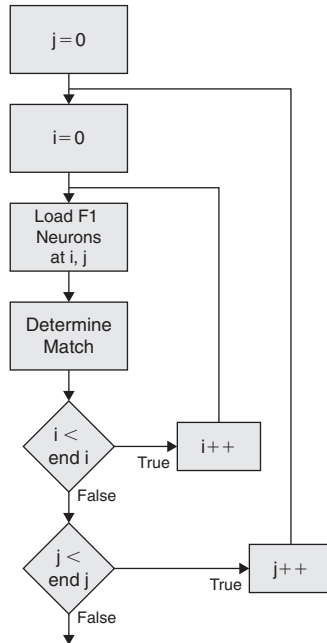 j=0
i=0
Load F1
Neurons
at i, j
Determine
Match
i <
end i
True
i++
False
j <
end j
True
j++
False